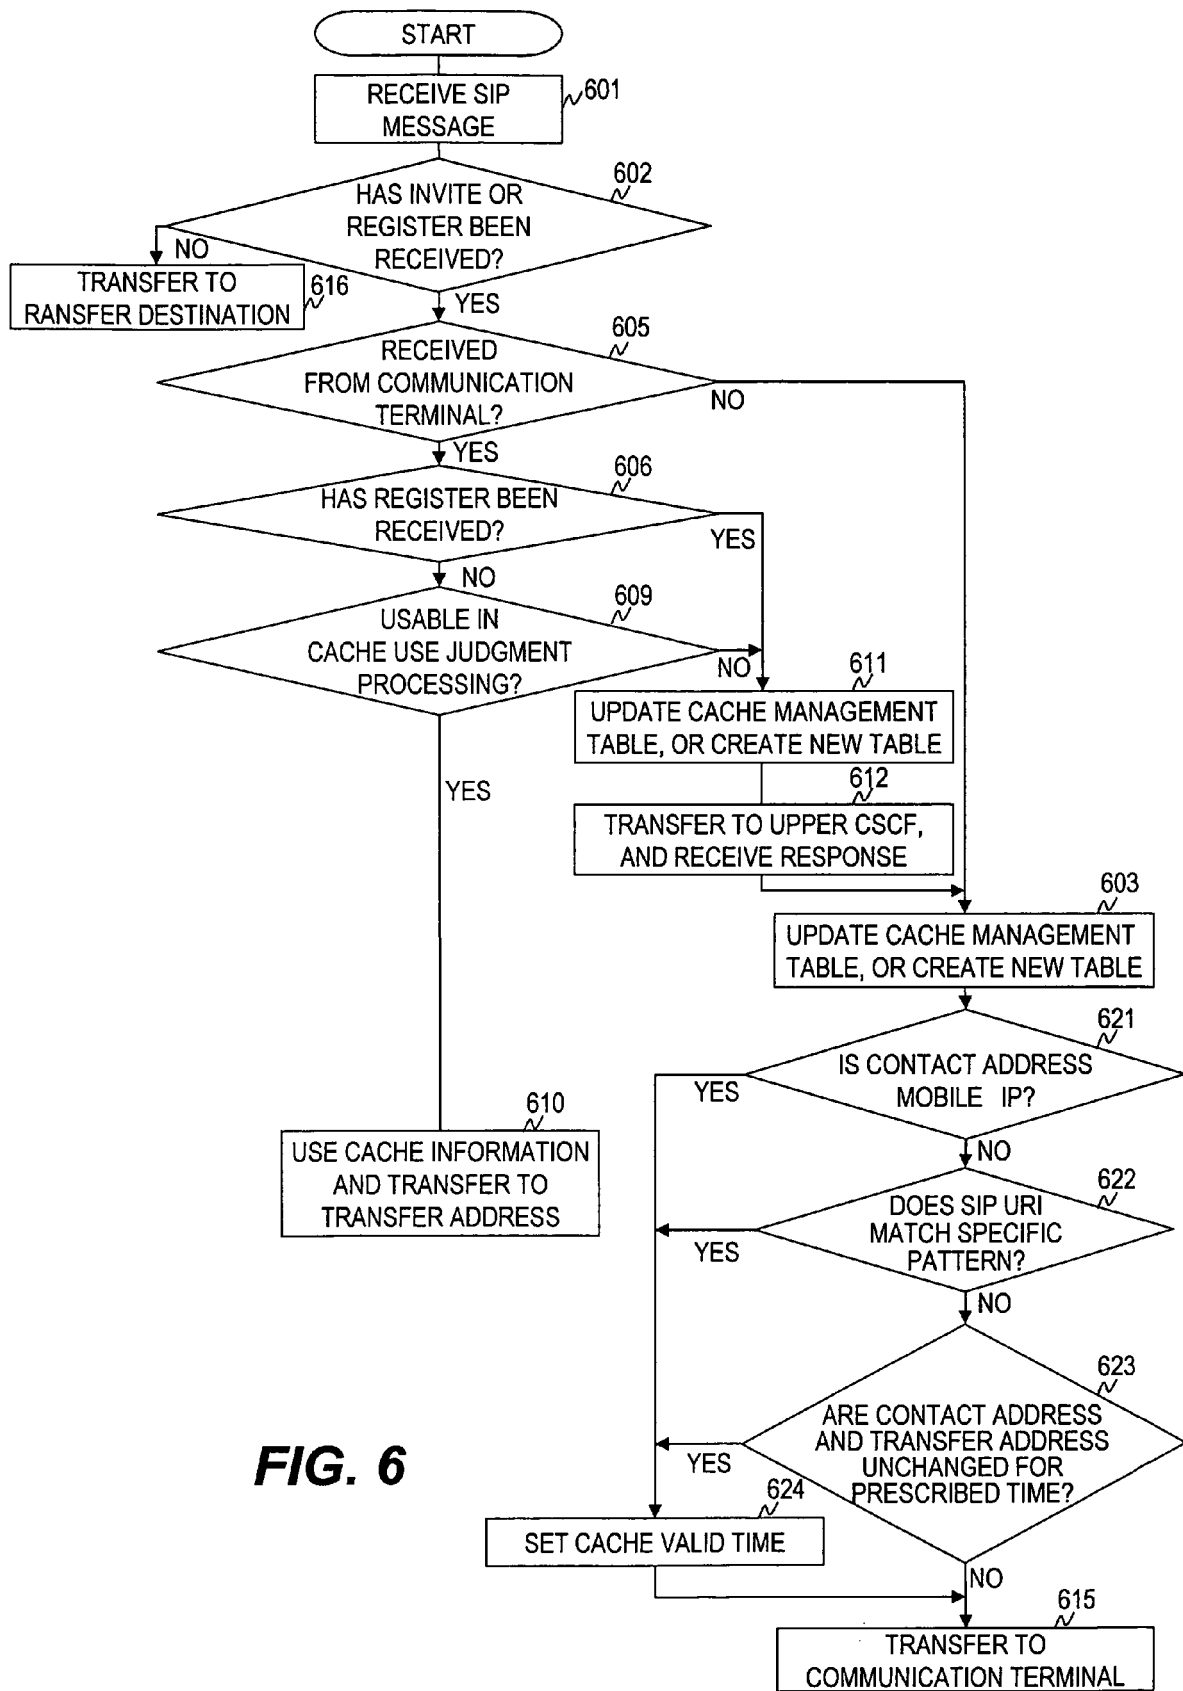 START
RECEIVE SIP
MESSAGE
601
HAS INVITE OR
REGISTER BEEN
RECEIVED?
602
NO
YES
TRANSFER TO
RANSFER DESTINATION
616
RECEIVED
FROM COMMUNICATION
TERMINAL?
605
NO
YES
HAS REGISTER BEEN
RECEIVED?
606
YES
NO
USABLE IN
CACHE USE JUDGMENT
PROCESSING?
609
NO
YES
UPDATE CACHE MANAGEMENT
TABLE, OR CREATE NEW TABLE
611
TRANSFER TO UPPER CSCF,
AND RECEIVE RESPONSE
612
UPDATE CACHE MANAGEMENT
TABLE, OR CREATE NEW TABLE
603
IS CONTACT ADDRESS
MOBILE IP?
621
YES
NO
USE CACHE INFORMATION
AND TRANSFER TO
TRANSFER ADDRESS
610
DOES SIP URI
MATCH SPECIFIC
PATTERN?
622
YES
NO
ARE CONTACT ADDRESS
AND TRANSFER ADDRESS
UNCHANGED FOR
PRESCRIBED TIME?
623
YES
NO
SET CACHE VALID TIME
624
TRANSFER TO
COMMUNICATION TERMINAL
615
FIG. 6